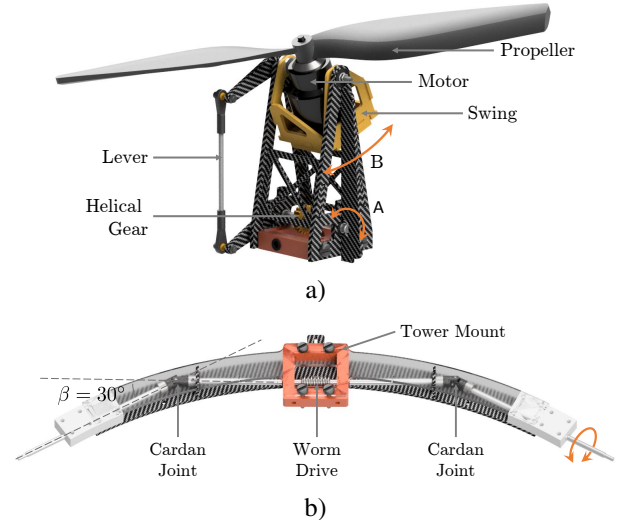 Propeller
Motor
Swing
Lever
B
Helical
Gear
A
a)
Tower Mount
β = 30°
Cardan
Joint
Worm
Drive
Cardan
Joint
b)